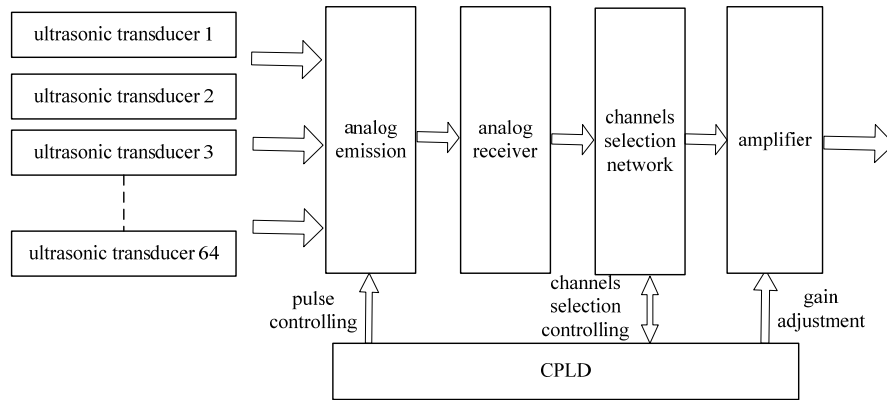 ultrasonic transducer 1
ultrasonic transducer 2
ultrasonic transducer 3
ultrasonic transducer 64
analog
emission
analog
receiver
channels
selection
network
amplifier
pulse
controlling
channels
selection
controlling
gain
adjustment
CPLD